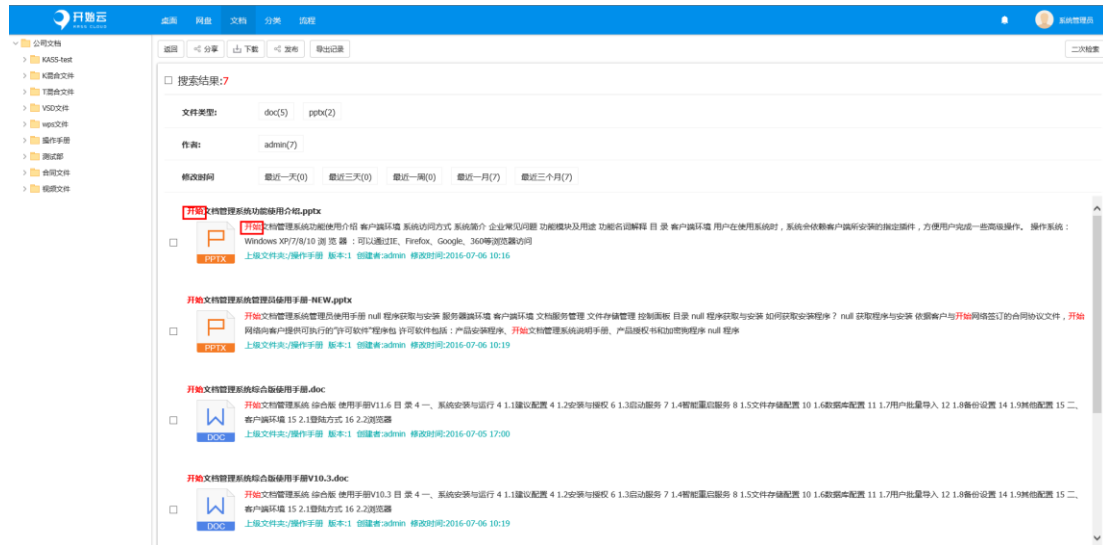 开始云
桌面 网盘 文档 分类 流程
系统管理员
公司文档
KASS-test
K混合文件
T混合文件
VSD文件
wps文件
操作手册
测试部
合同文件
视频文件
返回 分享 下载 发布 导出记录 二次检索
搜索结果:7
文件类型: doc(5) pptx(2)
作者: admin(7)
修改时间 最近一天(0) 最近三天(0) 最近一周(0) 最近一月(7) 最近三个月(7)
开始文档管理系统功能使用介绍.pptx
开始文档管理系统功能使用介绍 客户端环境 系统访问方式 系统简介 企业常见问题 功能模块及用途 功能名词解释 目 录 客户端环境 用户在使用系统时，系统会依赖客户端所安装的指定插件，方便用户完成一些高级操作。 操作系统：
Windows XP/7/8/10 浏 览 器 ：可以通过IE、Firefox、Google、360等浏览器访问
PPTX
上级文件夹:/操作手册 版本:1 创建者:admin 修改时间:2016-07-06 10:16
开始文档管理系统管理员使用手册-NEW.pptx
开始文档管理系统管理员使用手册 null 程序获取与安装 服务器端环境 客户端环境 文档服务管理 文件存储管理 控制面板 目录 null 程序获取与安装 如何获取安装程序？ null 获取程序与安装 依据客户与开始网络签订的合同协议文件，开始
网络向客户提供可执行的“许可软件”程序包 许可软件包括：产品安装程序、开始文档管理系统说明手册、产品授权书和加密狗程序 null 程序
PPTX
上级文件夹:/操作手册 版本:1 创建者:admin 修改时间:2016-07-06 10:19
开始文档管理系统综合版使用手册.doc
开始文档管理系统 综合版 使用手册V11.6 目 录 4 一、系统安装与运行 4 1.1建议配置 4 1.2安装与授权 6 1.3启动服务 7 1.4智能重启服务 8 1.5文件存储配置 10 1.6数据库配置 11 1.7用户批量导入 12 1.8备份设置 14 1.9其他配置 15 二、
客户端环境 15 2.1登陆方式 16 2.2浏览器
DOC
上级文件夹:/操作手册 版本:1 创建者:admin 修改时间:2016-07-05 17:00
开始文档管理系统综合版使用手册V10.3.doc
开始文档管理系统 综合版 使用手册V10.3 目 录 4 一、系统安装与运行 4 1.1建议配置 4 1.2安装与授权 6 1.3启动服务 7 1.4智能重启服务 8 1.5文件存储配置 10 1.6数据库配置 11 1.7用户批量导入 12 1.8备份设置 14 1.9其他配置 15 二、
客户端环境 15 2.1登陆方式 16 2.2浏览器
DOC
上级文件夹:/操作手册 版本:1 创建者:admin 修改时间:2016-07-06 10:19